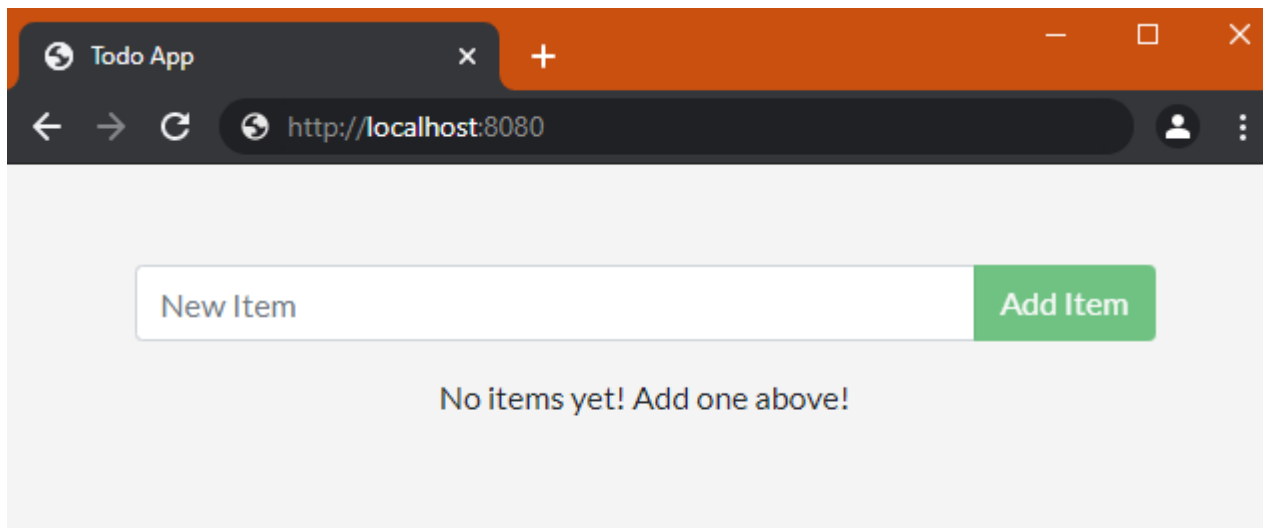 Todo App
http://localhost:8080
New Item
Add Item
No items yet! Add one above!